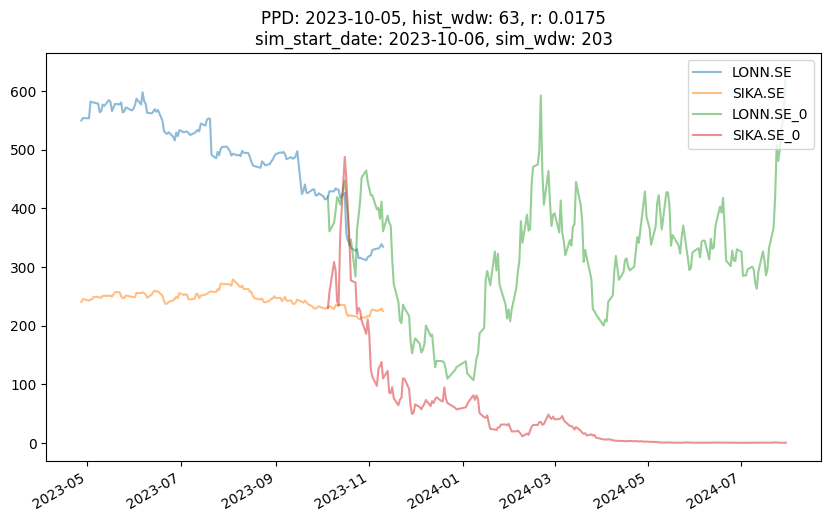 PPD: 2023-10-05, hist_wdw: 63, r: 0.0175
sim_start_date: 2023-10-06, sim_wdw: 203
LONN.SE
SIKA.SE
LONN.SE_0
SIKA.SE_0
600
500
400
300
200
100
0
2023-05
2023-07
2023-09
2023-11
2024-01
2024-03
2024-05
2024-07